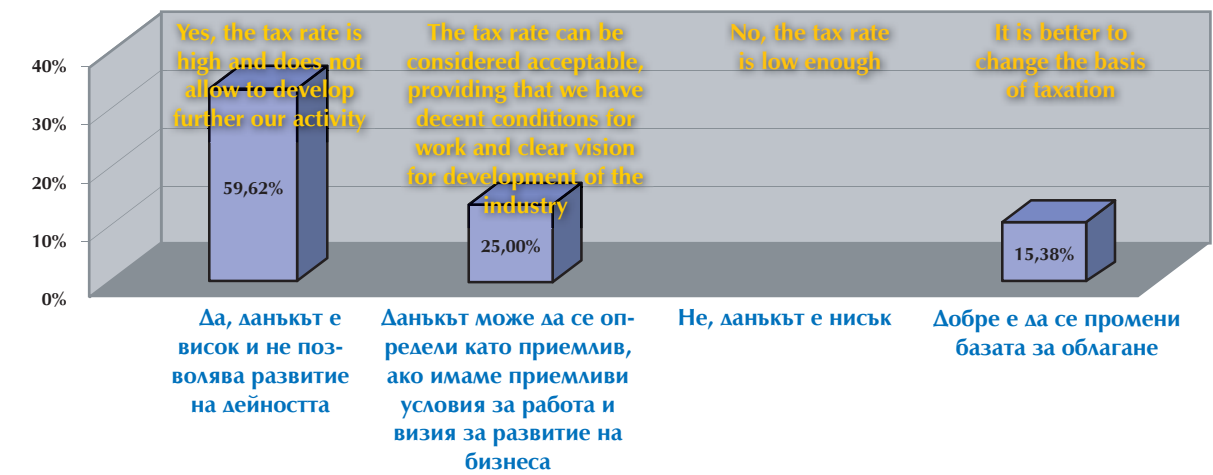 Yes, the tax rate is
high and does not
allow to develop
further our activity
The tax rate can be
considered acceptable,
providing that we have
decent conditions for
work and clear vision
for development of the
industry
No, the tax rate
is low enough
It is better to
change the basis
of taxation
40%
30%
20%
10%
0%
59,62%
25,00%
15,38%
Да, данъкът е
висок и не поз-
волява развитие
на дейността
Данъкът може да се оп-
редели като приемлив,
ако имаме приемливи
условия за работа и
визия за развитие на
бизнеса
Не, данъкът е нисък
Добре е да се промени
базата за облагане